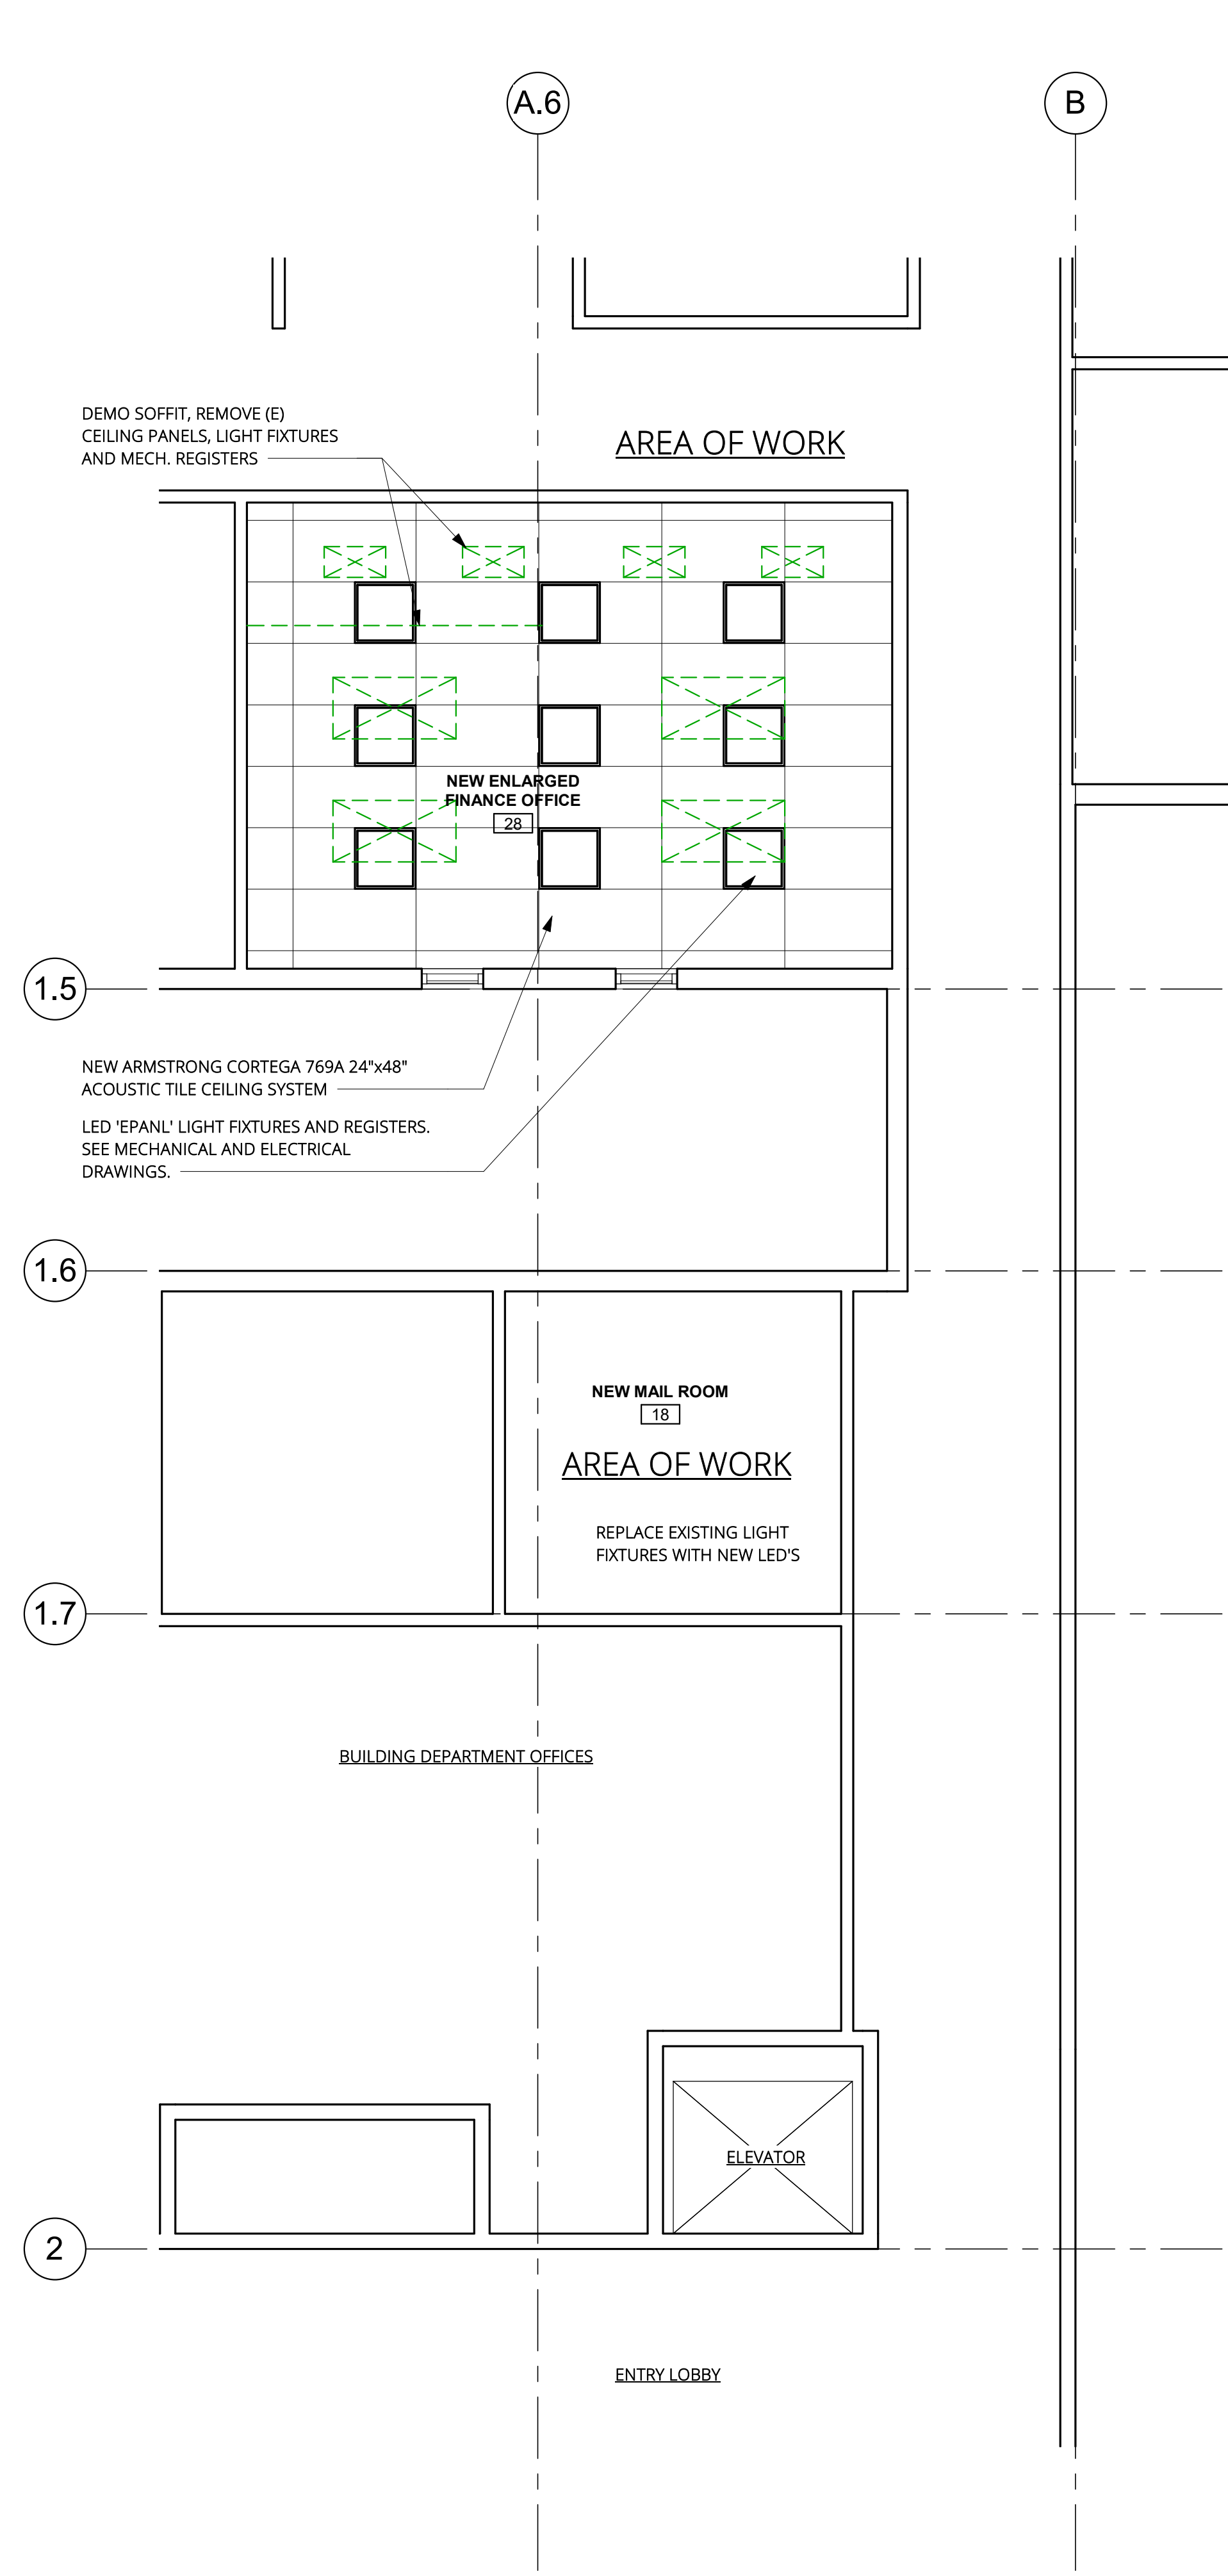 A.6
B
DEMO SOFFIT, REMOVE (E)
CEILING PANELS, LIGHT FIXTURES
AND MECH. REGISTERS
AREA OF WORK
NEW ENLARGED
FINANCE OFFICE
28
1.5
NEW ARMSTRONG CORTEGA 769A 24"x48"
ACOUSTIC TILE CEILING SYSTEM
LED 'EPANL' LIGHT FIXTURES AND REGISTERS.
SEE MECHANICAL AND ELECTRICAL
DRAWINGS.
1.6
NEW MAIL ROOM
18
AREA OF WORK
REPLACE EXISTING LIGHT
FIXTURES WITH NEW LED'S
1.7
BUILDING DEPARTMENT OFFICES
ELEVATOR
2
ENTRY LOBBY